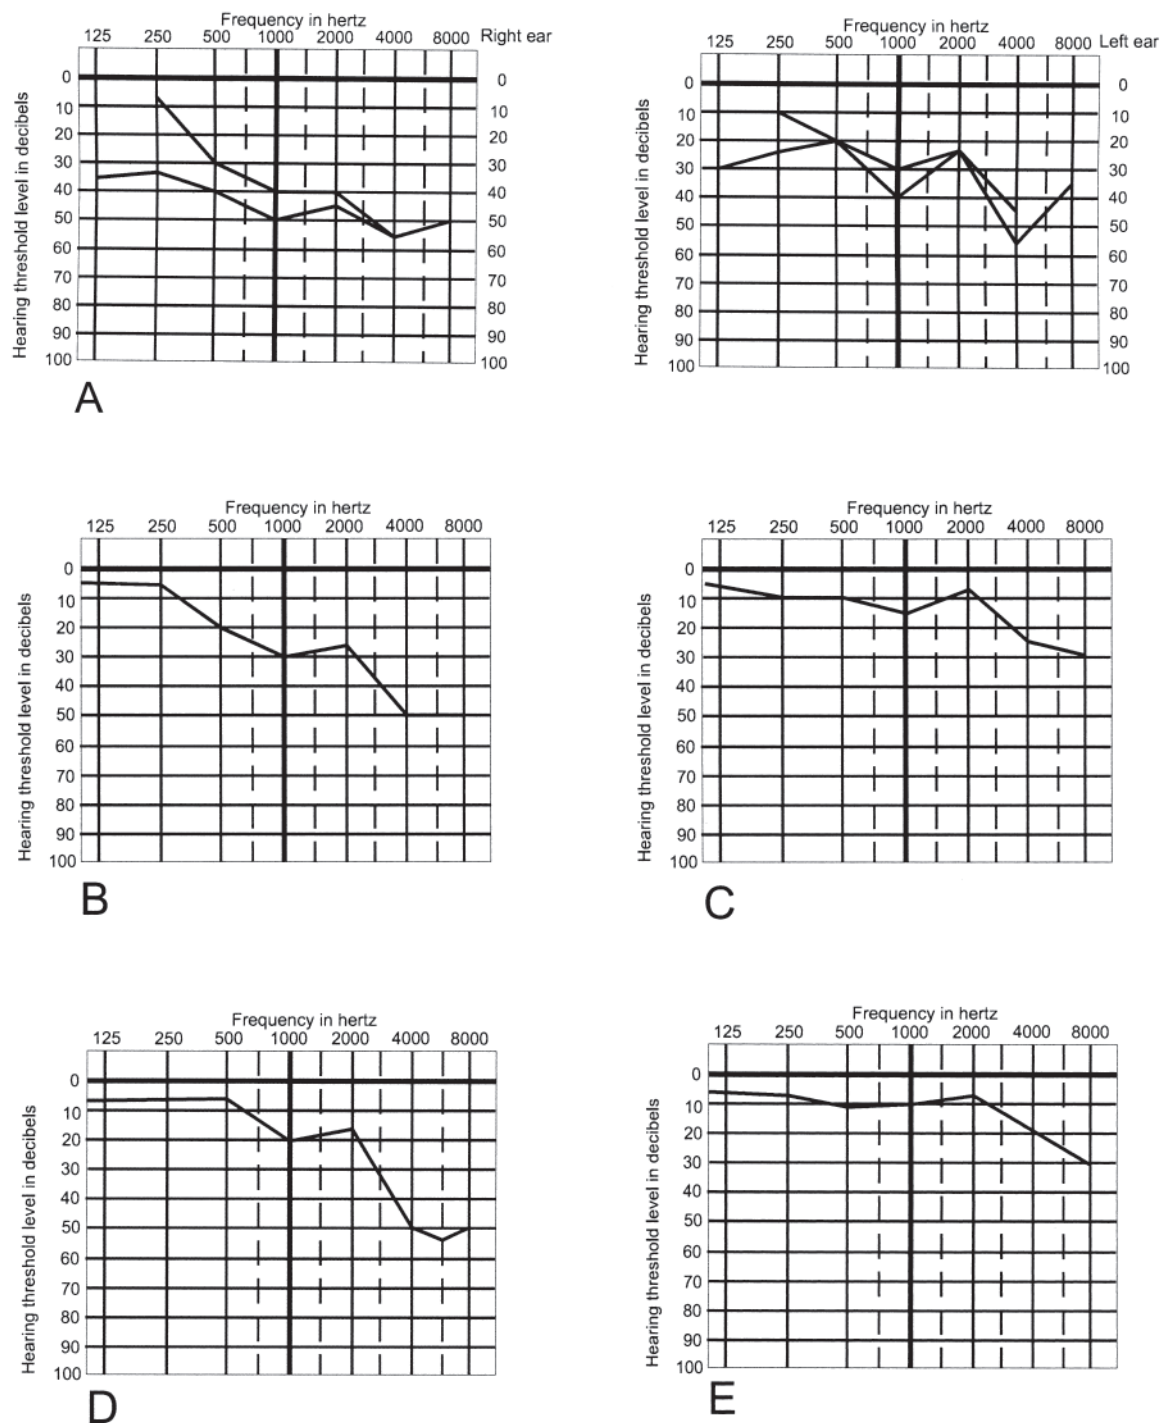 Frequency in hertz
125 250 500 1000 2000 4000 8000 Right ear
Hearing threshold level in decibels
0 0
10 10
20 20
30 30
40 40
50 50
60 60
70 70
80 80
90 90
100 100
A
Frequency in hertz
125 250 500 1000 2000 4000 8000 Left ear
Hearing threshold level in decibels
0 0
10 10
20 20
30 30
40 40
50 50
60 60
70 70
80 80
90 90
100 100
Frequency in hertz
125 250 500 1000 2000 4000 8000
Hearing threshold level in decibels
0
10
20
30
40
50
60
70
80
90
100
B
Frequency in hertz
125 250 500 1000 2000 4000 8000
Hearing threshold level in decibels
0
10
20
30
40
50
60
70
80
90
100
C
Frequency in hertz
125 250 500 1000 2000 4000 8000
Hearing threshold level in decibels
0
10
20
30
40
50
60
70
80
90
100
D
Frequency in hertz
125 250 500 1000 2000 4000 8000
Hearing threshold level in decibels
0
10
20
30
40
50
60
70
80
90
100
E